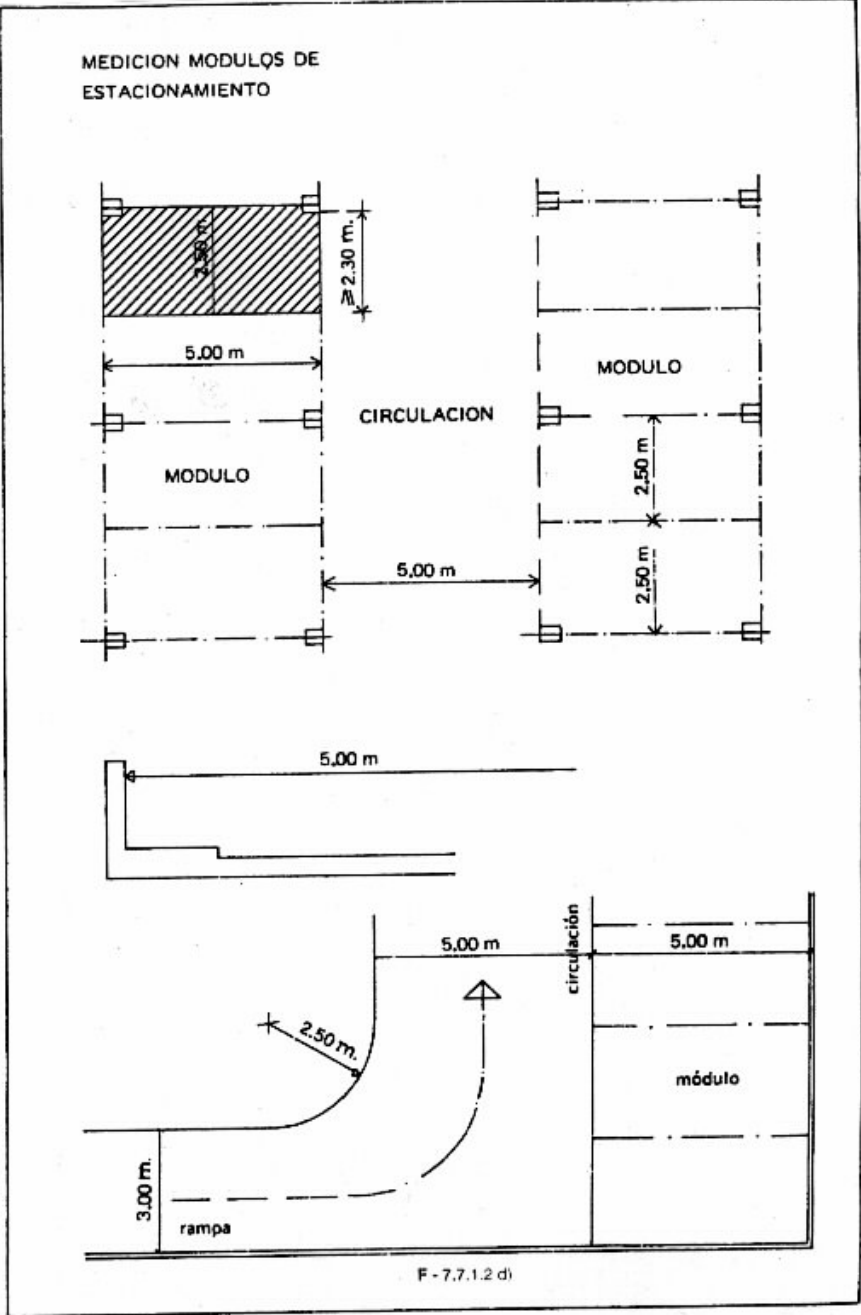 MEDICION MODULOS DE
ESTACIONAMIENTO
2.50 m.
≥ 2.30 m.
5.00 m
MODULO
CIRCULACION
MODULO
2.50 m
5.00 m
2.50 m
5.00 m
circulación
5.00 m
5.00 m
2.50 m.
módulo
3.00 m.
rampa
F - 7.7.1.2 d)